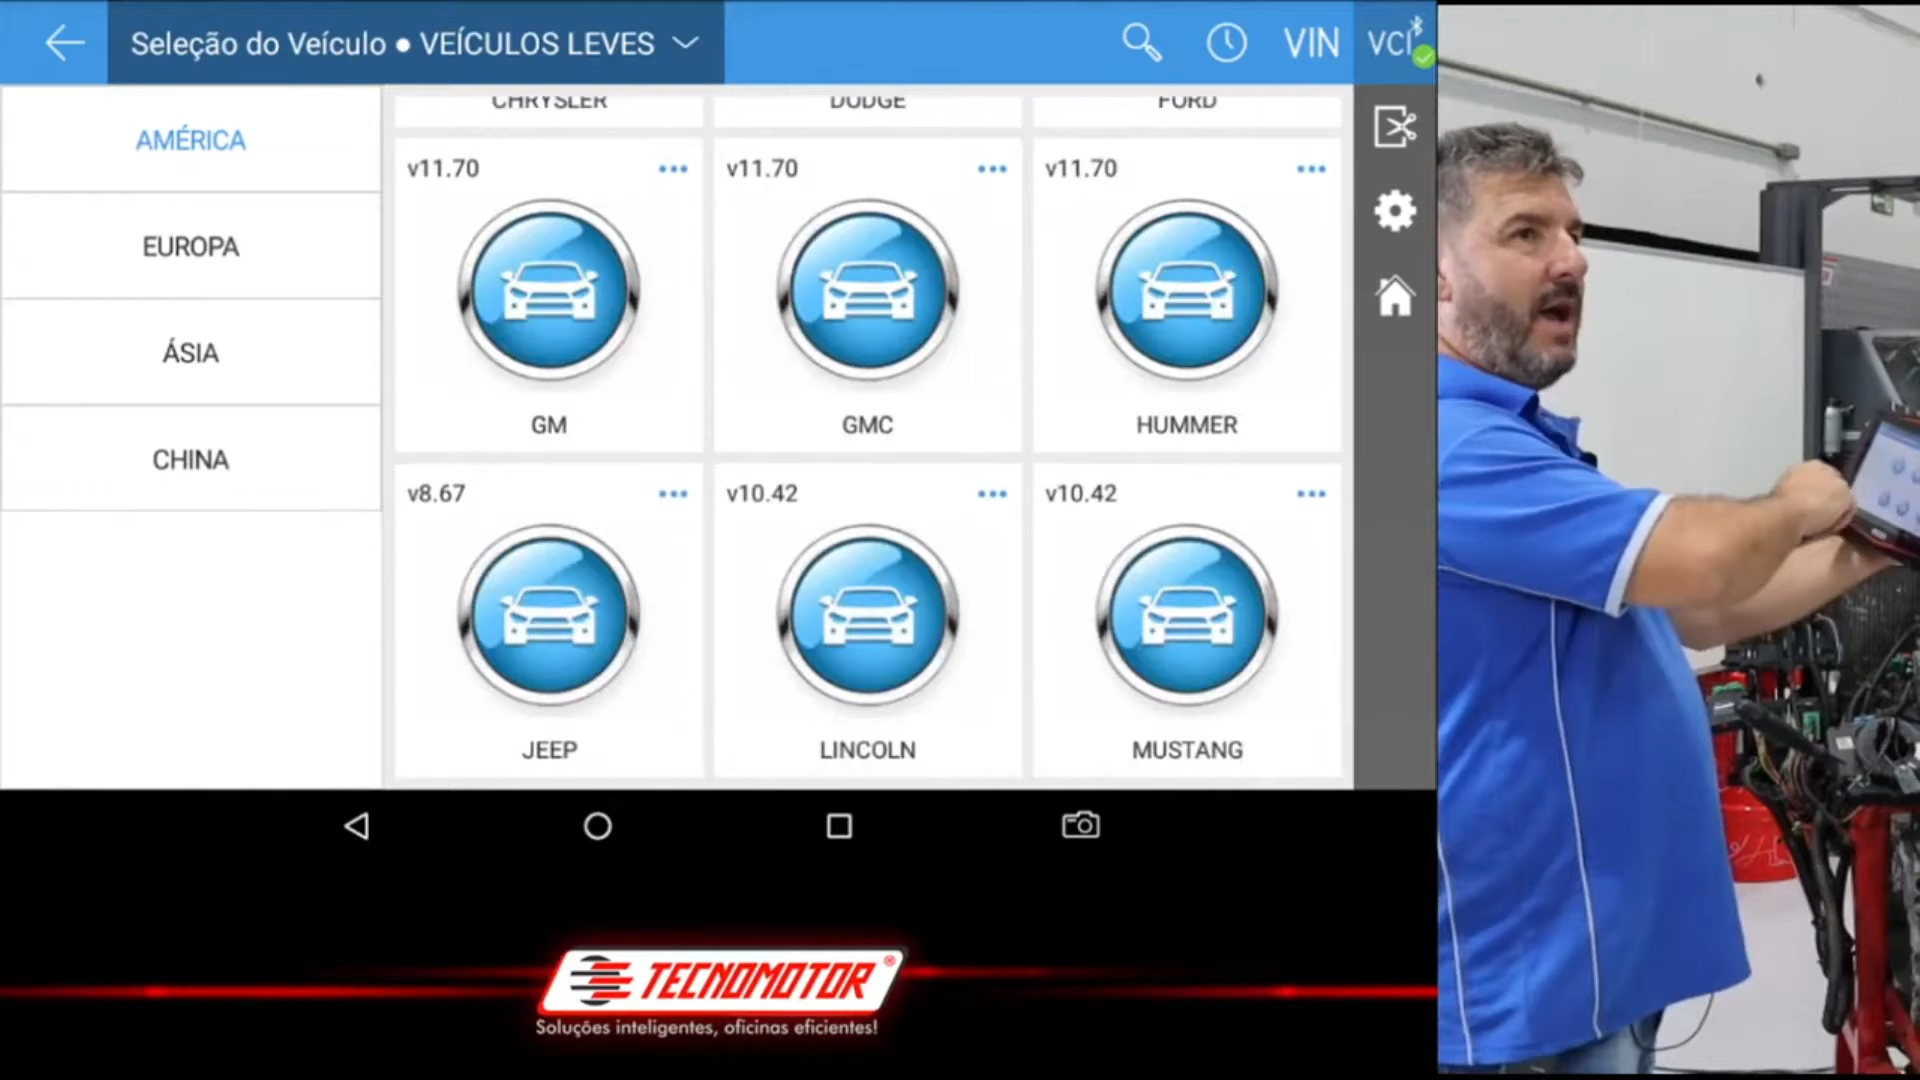 Seleção do Veículo ● VEÍCULOS LEVES
VIN
VCI
AMÉRICA
EUROPA
ÁSIA
CHINA
CHRYSLER
DODGE
FORD
v11.70
v11.70
v11.70
GM
GMC
HUMMER
v8.67
v10.42
v10.42
JEEP
LINCOLN
MUSTANG
TECNOMOTOR®
Soluções inteligentes, oficinas eficientes!